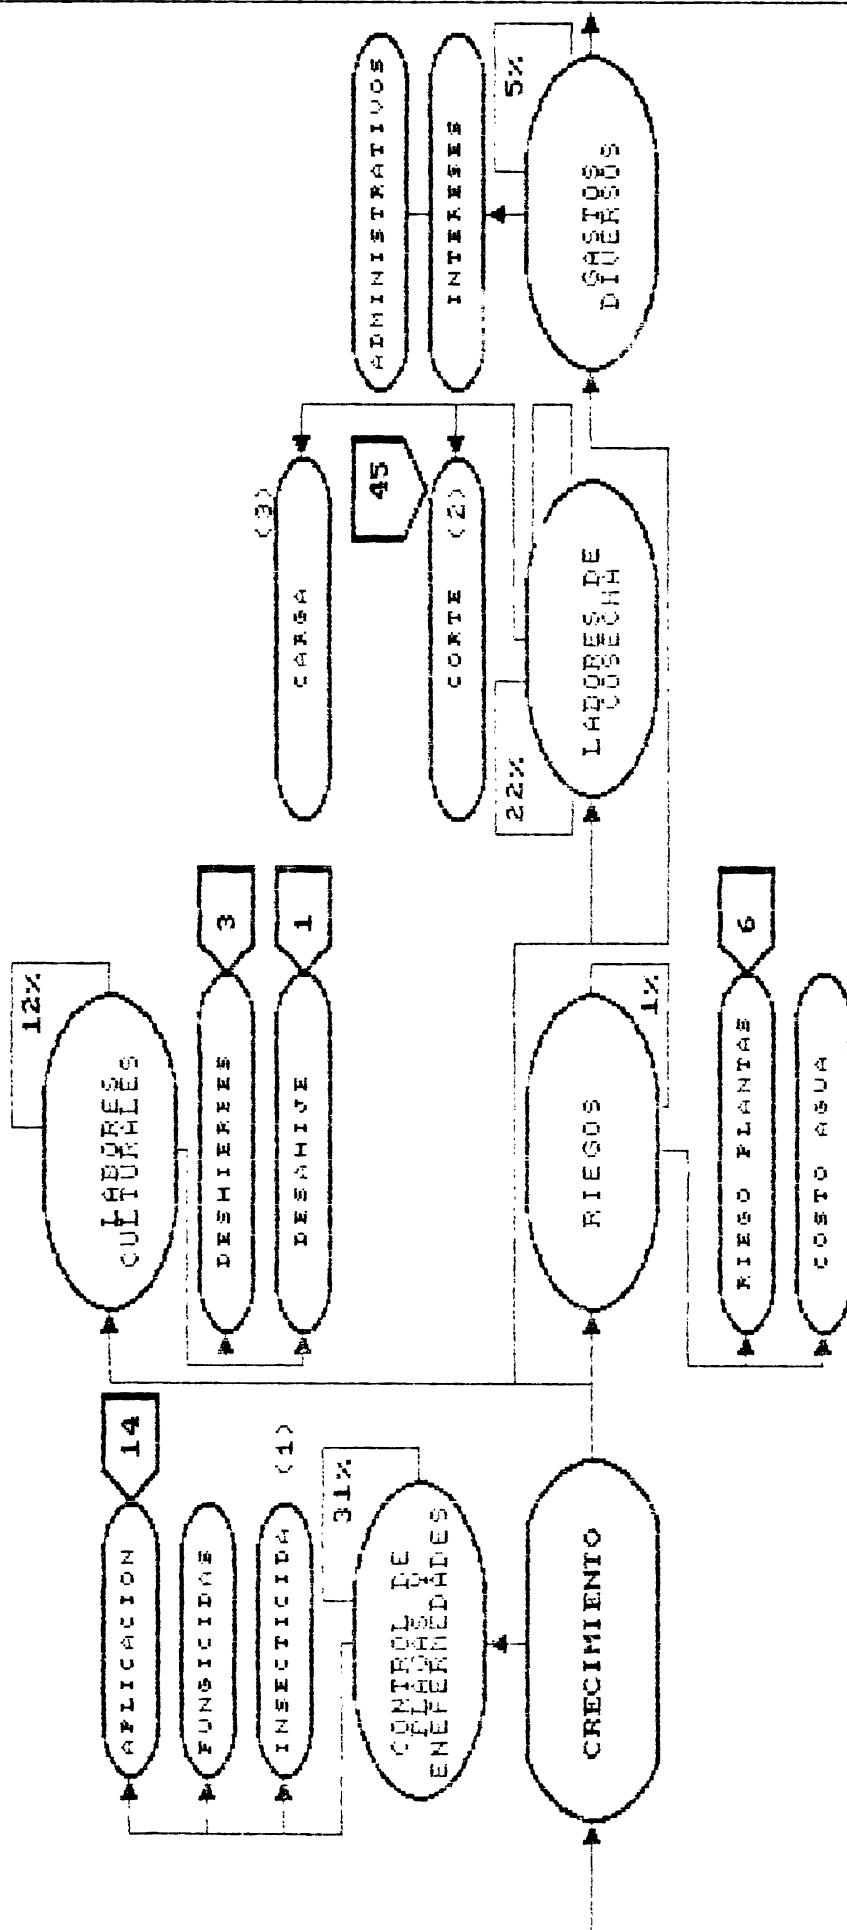 14
APLICACION
FUNGICIDAS
INSECTICIDA (1)
31%
CONTROL DE
PLAGAS Y
ENEFERMEDADES
CRECIMIENTO
12%
LABORES
CULTURALES
3
DESHIERBES
1
DESAHIJE
RIEGOS
1%
6
RIEGO PLANTAS
COSTO AGUA
(3)
CARGA
45
CORTE (2)
22%
LABORES DE
COSECHA
ADMINISTRATIVOS
INTERESES
5%
GASTOS
DIVERSOS